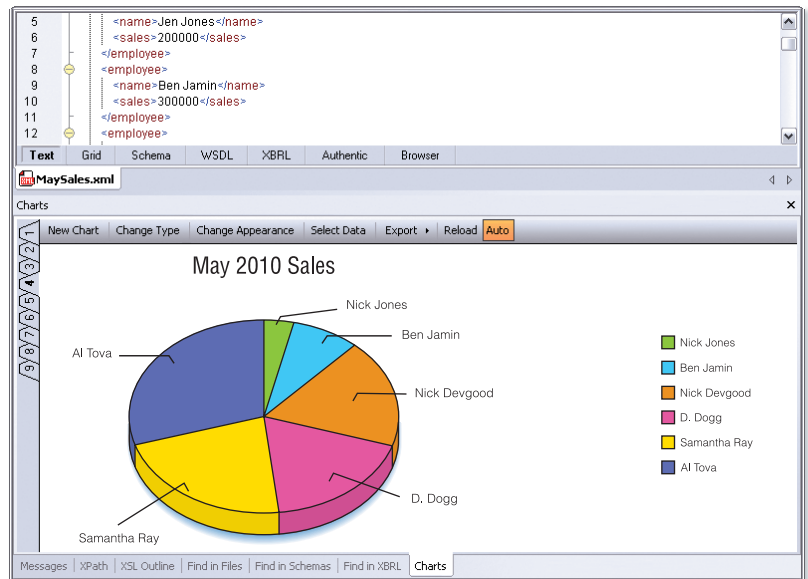 5 <name>Jen Jones</name>
6 <sales>200000</sales>
7 </employee>
8 <employee>
9 <name>Ben Jamin</name>
10 <sales>300000</sales>
11 </employee>
12 <employee>
Text Grid Schema WSDL XBRL Authentic Browser
MaySales.xml
Charts
New Chart Change Type Change Appearance Select Data Export Reload Auto
1
2
3
4
5
6
7
8
9
May 2010 Sales
Nick Jones
Ben Jamin
Nick Devgood
D. Dogg
Samantha Ray
Al Tova
Nick Jones
Ben Jamin
Nick Devgood
D. Dogg
Samantha Ray
Al Tova
Messages XPath XSL Outline Find in Files Find in Schemas Find in XBRL Charts